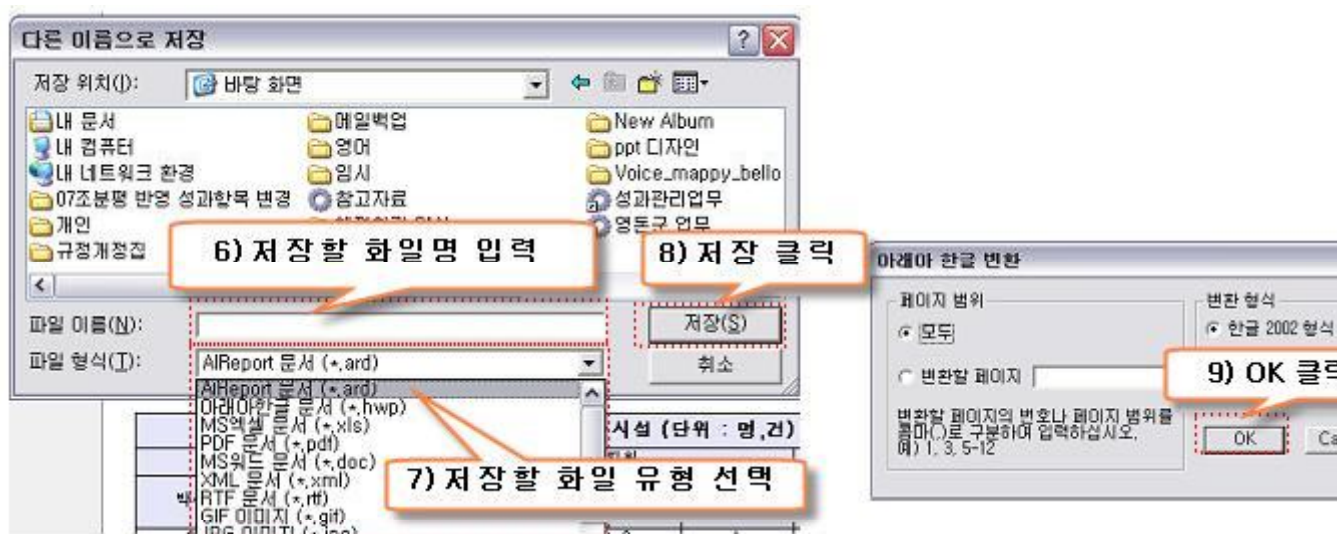 다른 이름으로 저장
저장 위치(I):
바탕 화면
내 문서
메일백업
New Album
내 컴퓨터
영어
ppt 디자인
내 네트워크 환경
임시
Voice_mappy_bello
07조분평 반영 성과항목 변경
참고자료
성과관리업무
개인
영동군 업무
규정개정집
6) 저장할 화일명 입력
8) 저장 클릭
파일 이름(N):
저장(S)
파일 형식(T):
AIReport 문서 (*.ard)
취소
AIReport 문서 (*.ard)
아래아한글 문서 (*.hwp)
MS엑셀 문서 (*.xls)
PDF 문서 (*.pdf)
MS워드 문서 (*.doc)
XML 문서 (*.xml)
RTF 문서 (*.rtf)
GIF 이미지 (*.gif)
JPG 이미지 (*.jpg)
7) 저장할 화일 유형 선택
시설 (단위 : 명,건)
아래아 한글 변환
페이지 범위
모두
변환할 페이지
변환할 페이지의 번호나 페이지 범위를
콤마(,)로 구분하여 입력하십시오.
예) 1, 3, 5-12
변환 형식
한글 2002 형식
9) OK 클릭
OK
Ca